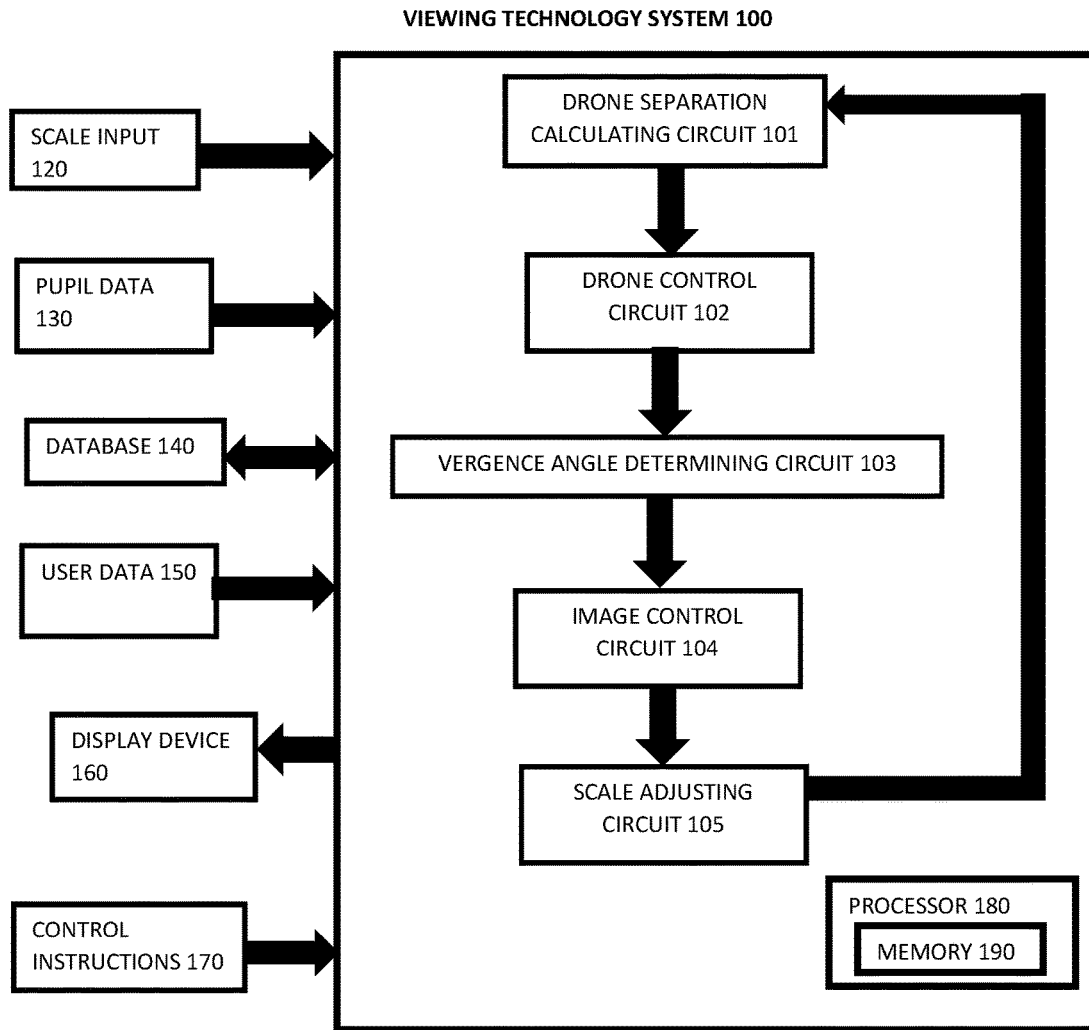 VIEWING TECHNOLOGY SYSTEM 100
SCALE INPUT
120
PUPIL DATA
130
DATABASE 140
USER DATA 150
DISPLAY DEVICE
160
CONTROL
INSTRUCTIONS 170
DRONE SEPARATION
CALCULATING CIRCUIT 101
DRONE CONTROL
CIRCUIT 102
VERGENCE ANGLE DETERMINING CIRCUIT 103
IMAGE CONTROL
CIRCUIT 104
SCALE ADJUSTING
CIRCUIT 105
PROCESSOR 180
MEMORY 190